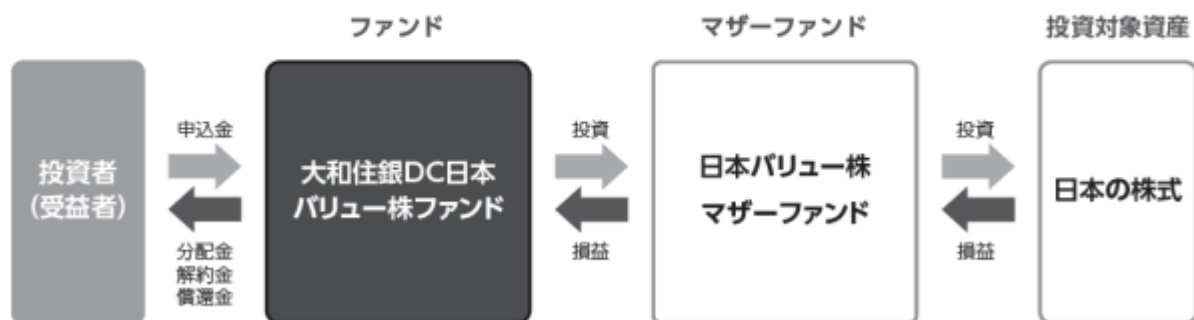 ファンド
マザーファンド
投資対象資産
投資者
(受益者)
申込金
分配金
解約金
償還金
大和住銀DC日本
バリュー株ファンド
投資
損益
日本バリュー株
マザーファンド
投資
損益
日本の株式